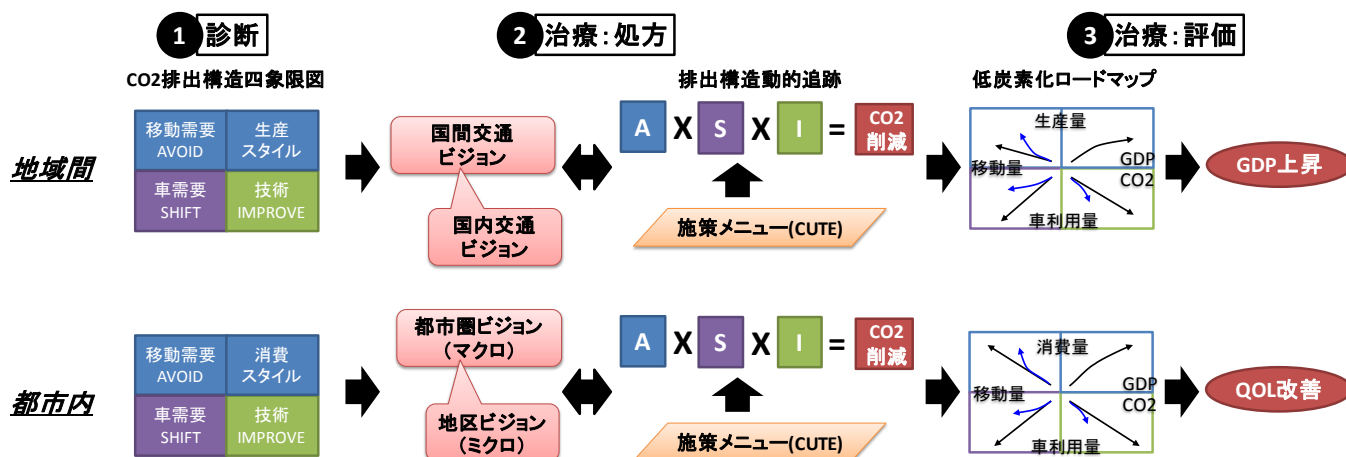 1 診断
2 治療：処方
3 治療：評価
CO2排出構造四象限図
排出構造動的追跡
低炭素化ロードマップ
地域間
移動需要
AVOID
生産
スタイル
車需要
SHIFT
技術
IMPROVE
国間交通
ビジョン
国内交通
ビジョン
A X S X I = CO2
削減
施策メニュー(CUTE)
生産量
移動量
GDP
CO2
車利用量
GDP上昇
都市内
移動需要
AVOID
消費
スタイル
車需要
SHIFT
技術
IMPROVE
都市圏ビジョン
（マクロ）
地区ビジョン
（ミクロ）
A X S X I = CO2
削減
施策メニュー(CUTE)
消費量
移動量
GDP
CO2
車利用量
QOL改善